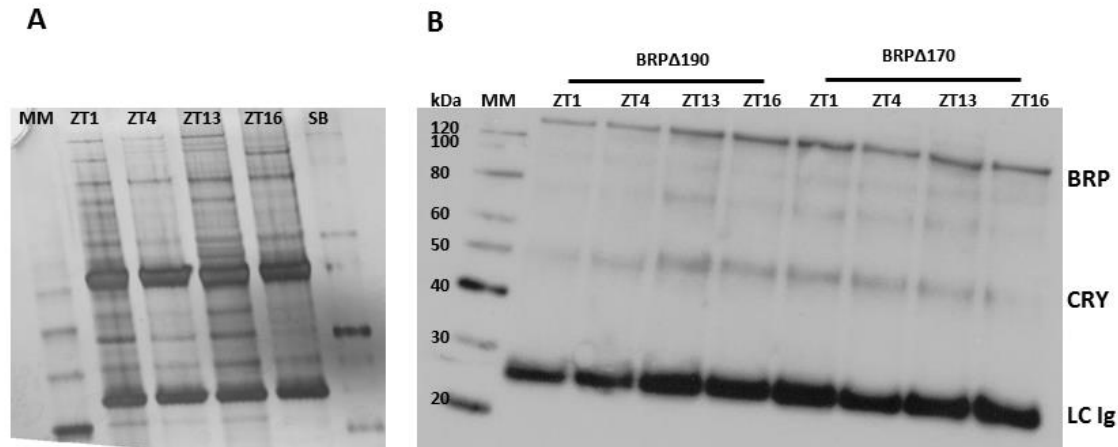 A
MM ZT1 ZT4 ZT13 ZT16 SB
B
BRPΔ190 BRPΔ170
kDa MM ZT1 ZT4 ZT13 ZT16 ZT1 ZT4 ZT13 ZT16
120
100
80 BRP
60
50
40 CRY
30
20 LC Ig